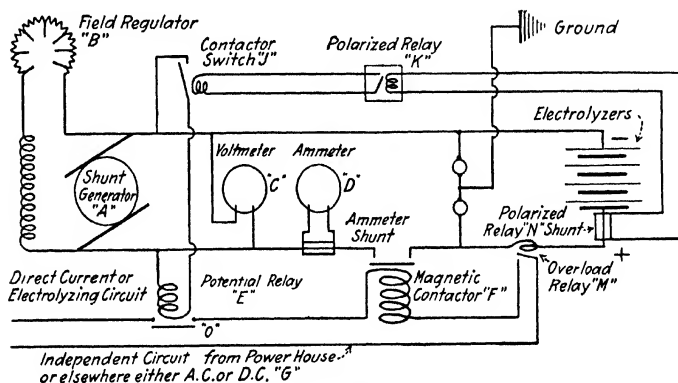 Field Regulator
"B"
Contactor
Switch "J"
Polarized Relay
"K"
Ground
Electrolyzers
Shunt
Generator
"A"
Voltmeter
"C"
Ammeter
"D"
Ammeter
Shunt
Polarized
Relay "N" Shunt
−
+
Direct Current or
Electrolyzing Circuit
Potential Relay
"E"
"O"
Magnetic
Contactor "F"
Overload
Relay "M"
Independent Circuit from Power House
or elsewhere either A.C. or D.C. "G"